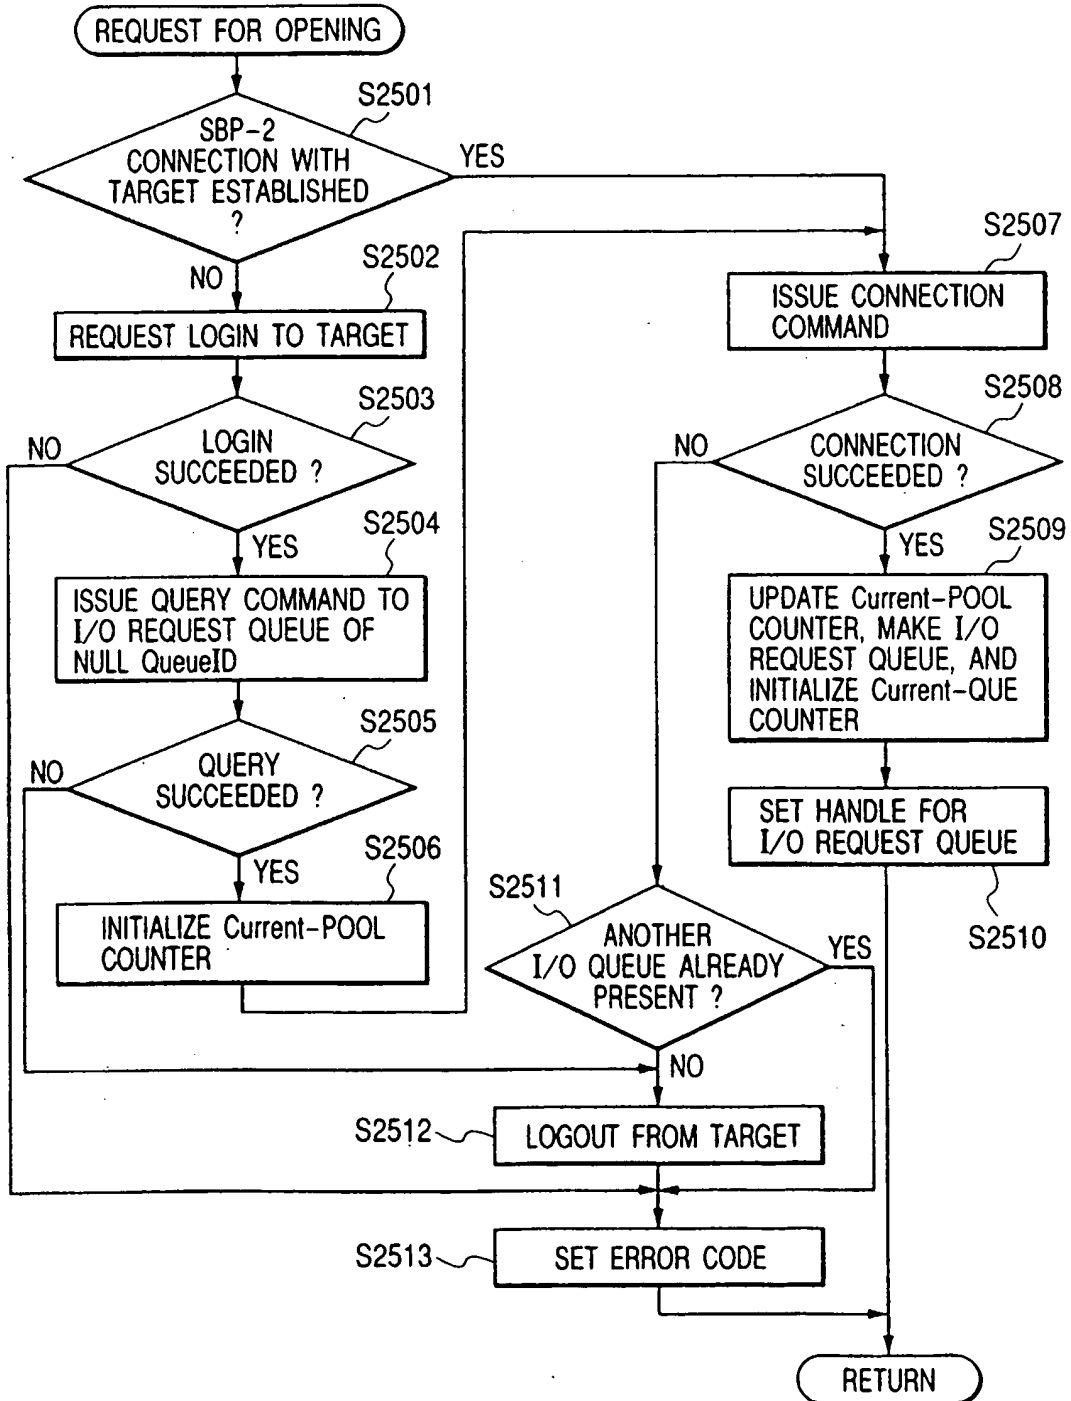 REQUEST FOR OPENING
S2501
SBP-2
CONNECTION WITH
TARGET ESTABLISHED
?
YES
NO
S2502
REQUEST LOGIN TO TARGET
S2503
NO
LOGIN
SUCCEEDED ?
YES
S2504
ISSUE QUERY COMMAND TO
I/O REQUEST QUEUE OF
NULL QueueID
S2505
NO
QUERY
SUCCEEDED ?
YES
S2506
INITIALIZE Current-POOL
COUNTER
S2507
ISSUE CONNECTION
COMMAND
S2508
NO
CONNECTION
SUCCEEDED ?
YES
S2509
UPDATE Current-POOL
COUNTER, MAKE I/O
REQUEST QUEUE, AND
INITIALIZE Current-QUE
COUNTER
SET HANDLE FOR
I/O REQUEST QUEUE
S2510
S2511
ANOTHER
I/O QUEUE ALREADY
PRESENT ?
YES
NO
S2512
LOGOUT FROM TARGET
S2513
SET ERROR CODE
RETURN